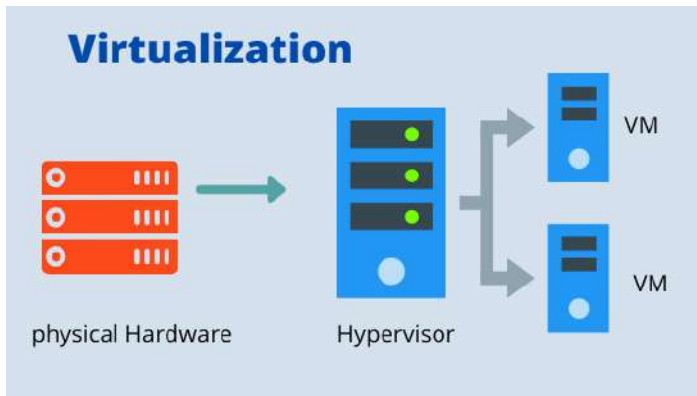 Virtualization
VM
VM
physical Hardware
Hypervisor